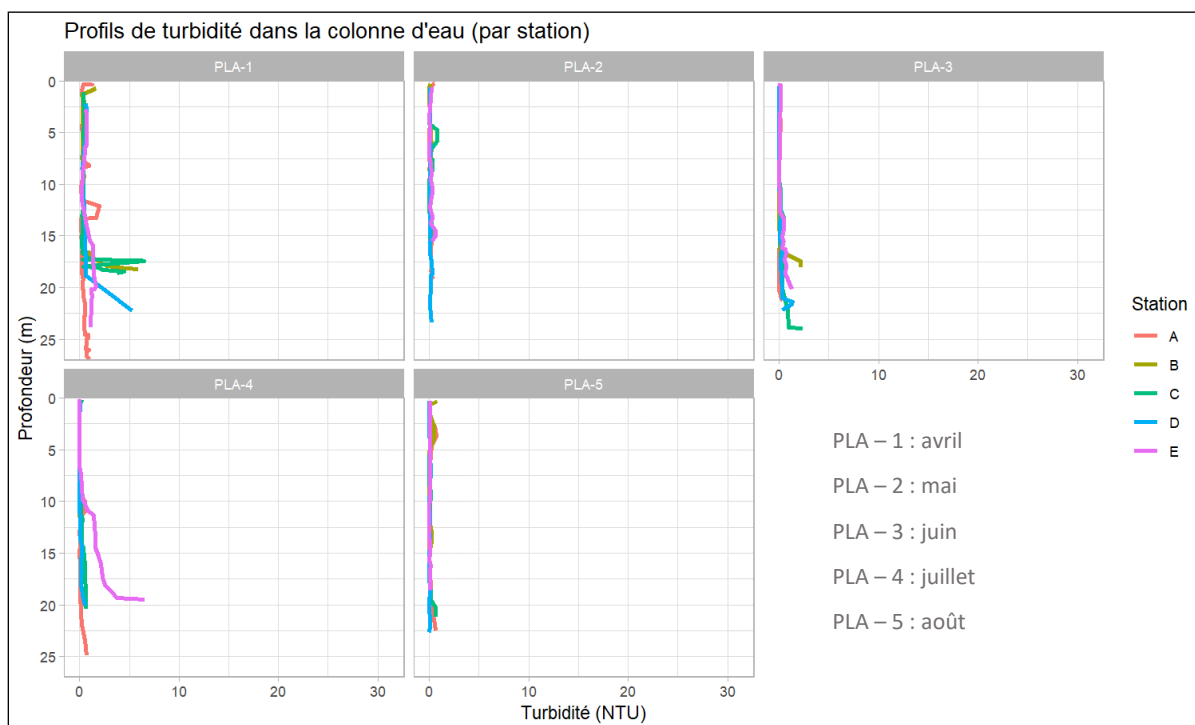 Profils de turbidité dans la colonne d'eau (par station)
PLA-1
PLA-2
PLA-3
0
5
10
15
20
25
0
10
20
30
PLA-4
PLA-5
0
5
10
15
20
25
0
10
20
30
0
10
20
30
Profondeur (m)
Turbidité (NTU)
Station
A
B
C
D
E
PLA – 1 : avril
PLA – 2 : mai
PLA – 3 : juin
PLA – 4 : juillet
PLA – 5 : août